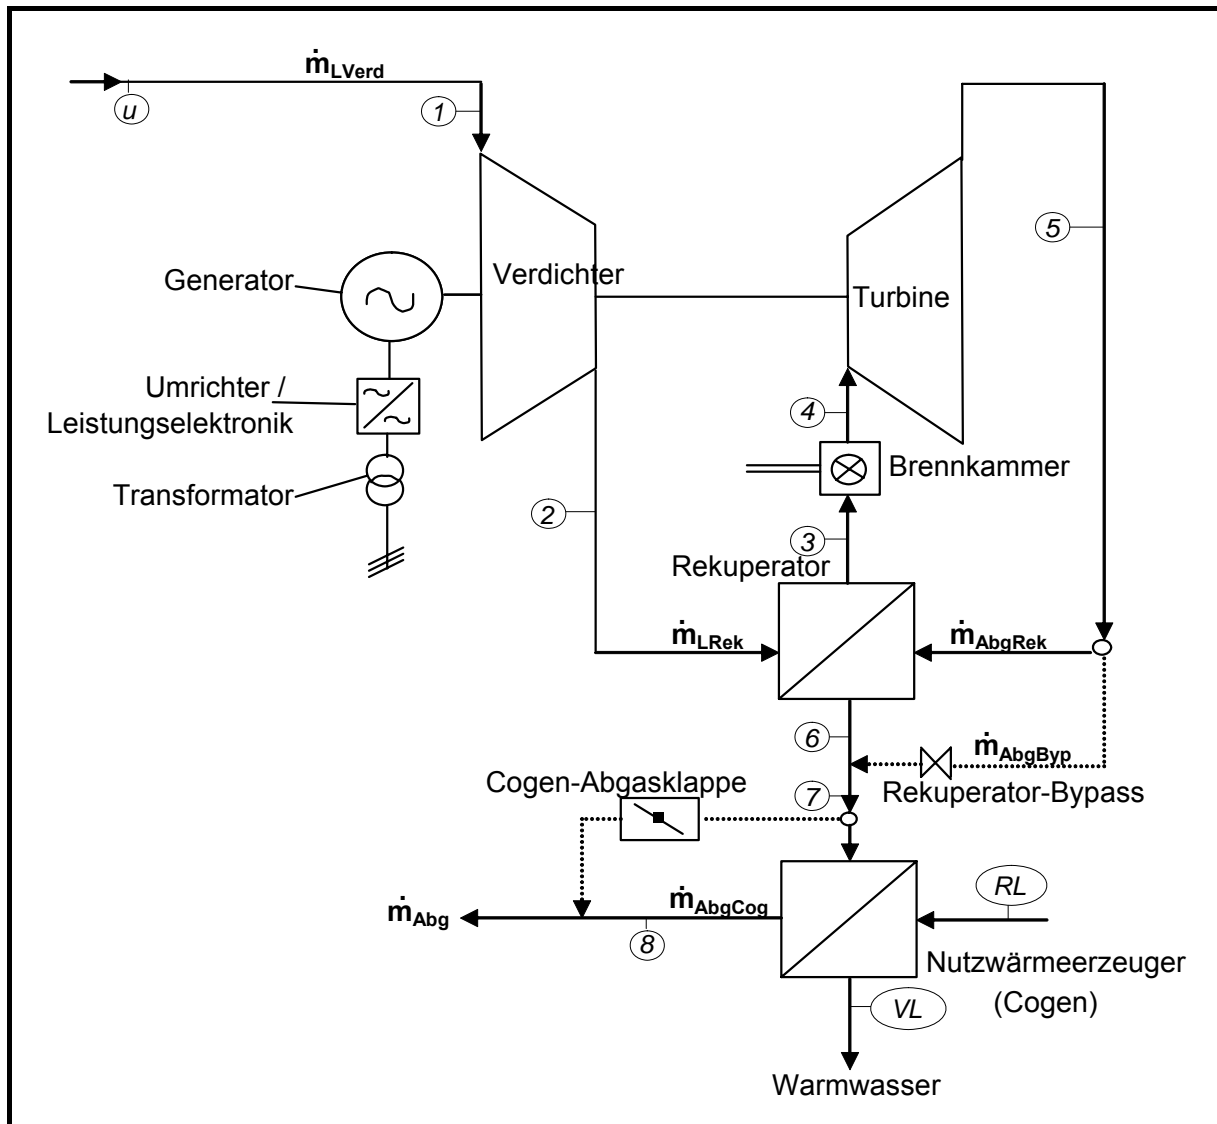 ṁLVerd
u
1
5
Generator
Verdichter
Turbine
Umrichter /
Leistungselektronik
4
Brennkammer
Transformator
2
3
Rekuperator
ṁLRek
ṁAbgRek
6
ṁAbgByp
Cogen-Abgasklappe
7
Rekuperator-Bypass
ṁAbg
ṁAbgCog
RL
8
Nutzwärmeerzeuger
(Cogen)
VL
Warmwasser